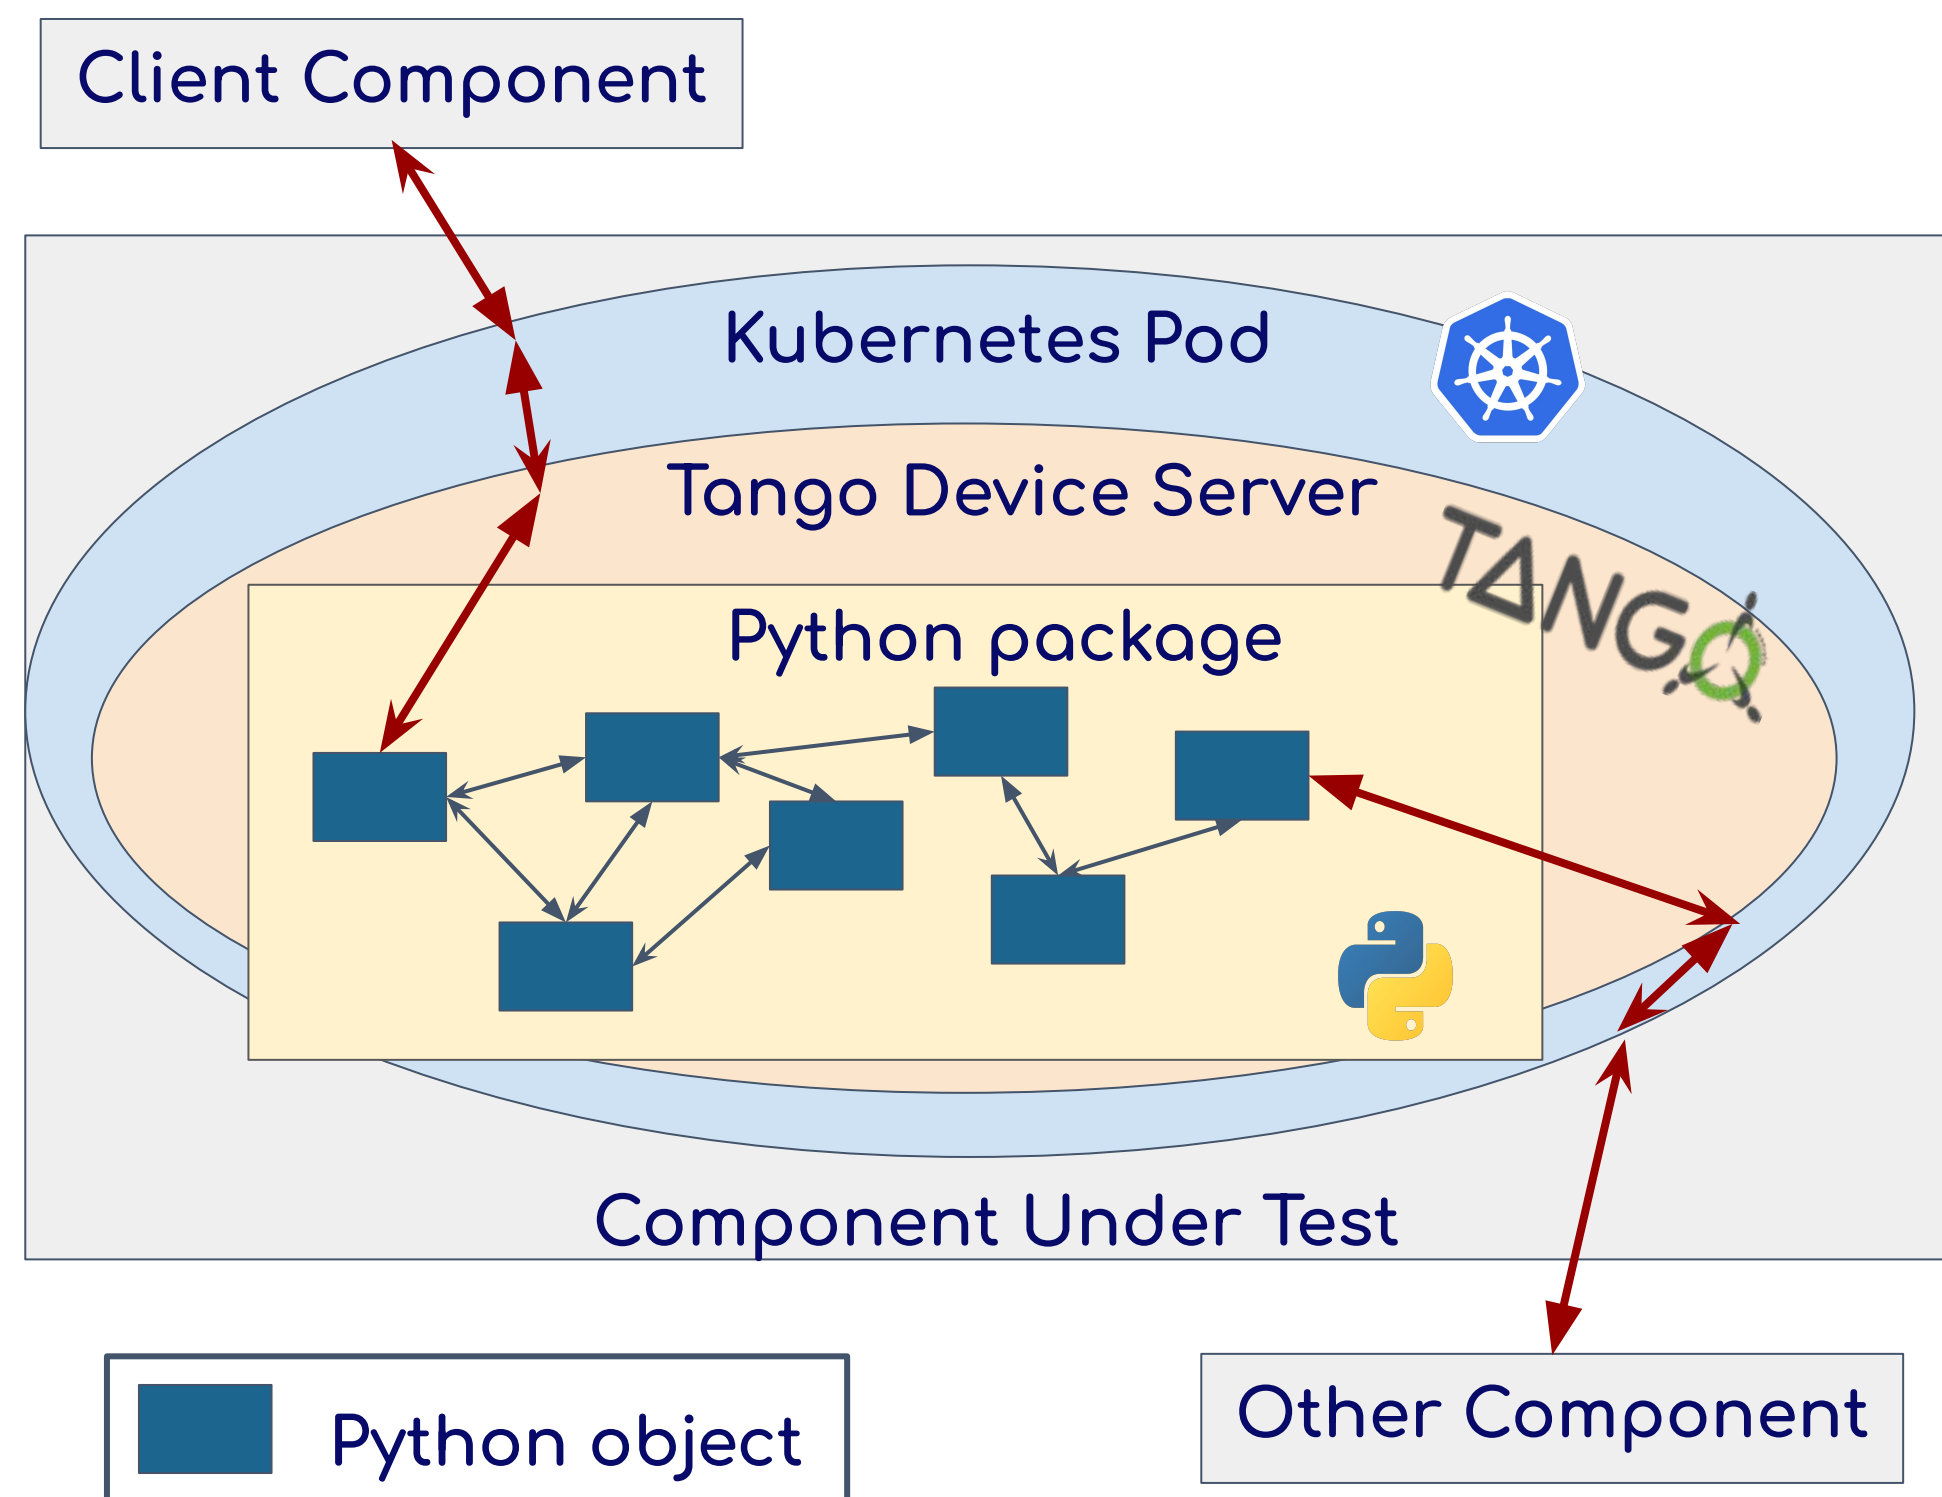 Client Component
Kubernetes Pod
Tango Device Server
TANGO
Python package
Component Under Test
Python object
Other Component